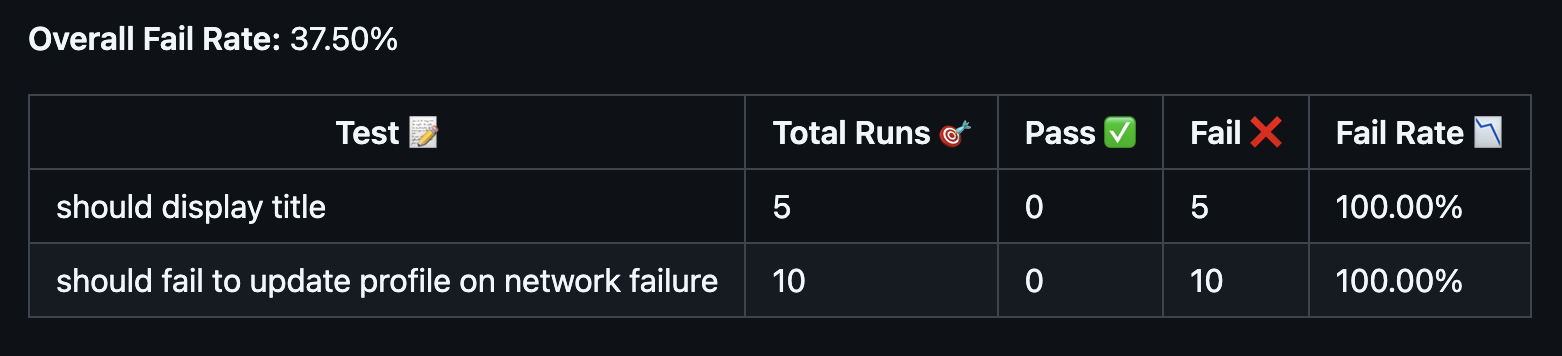 Overall Fail Rate: 37.50%
Test 📝 Total Runs 🎯 Pass ✅ Fail ❌ Fail Rate 📉
should display title 5 0 5 100.00%
should fail to update profile on network failure 10 0 10 100.00%